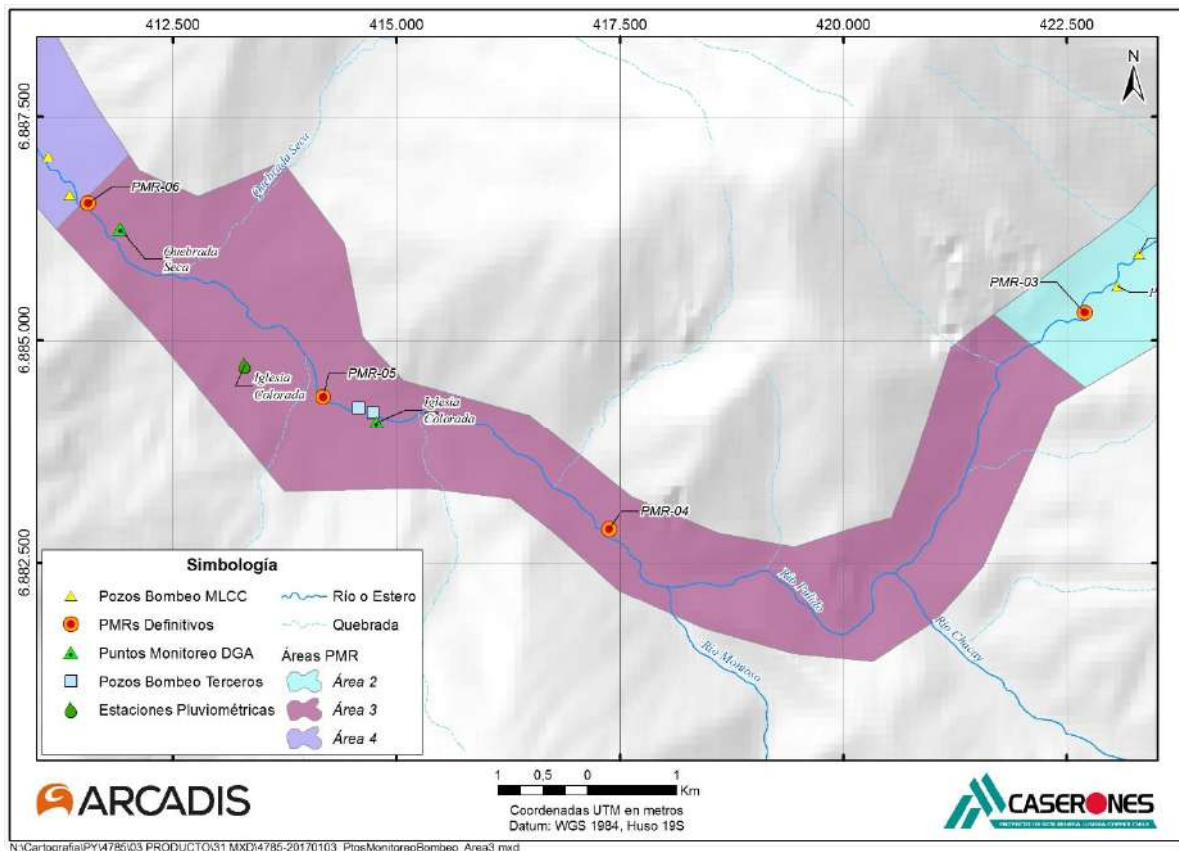 412.500 415.000 417.500 420.000 422.500
6.887.500
6.885.000
6.882.500
N
Quebrada Seca
PMR-06
Quebrada
Seca
PMR-03
P
Iglesia
Colorada
PMR-05
Iglesia
Colorada
PMR-04
Río Pulido
Río Montoso
Río Chacay
Simbología
Pozos Bombeo MLCC
PMRs Definitivos
Puntos Monitoreo DGA
Pozos Bombeo Terceros
Estaciones Pluviométricas
Río o Estero
Quebrada
Áreas PMR
Área 2
Área 3
Área 4
ARCADIS
1 0,5 0 1
Km
Coordenadas UTM en metros
Datum: WGS 1984, Huso 19S
CASERONES
N:\Cartografia\PY\4785\03 PRODUCTO\31 MXD\4785-20170103_PtosMonitoreoBombeo_Area3.mxd